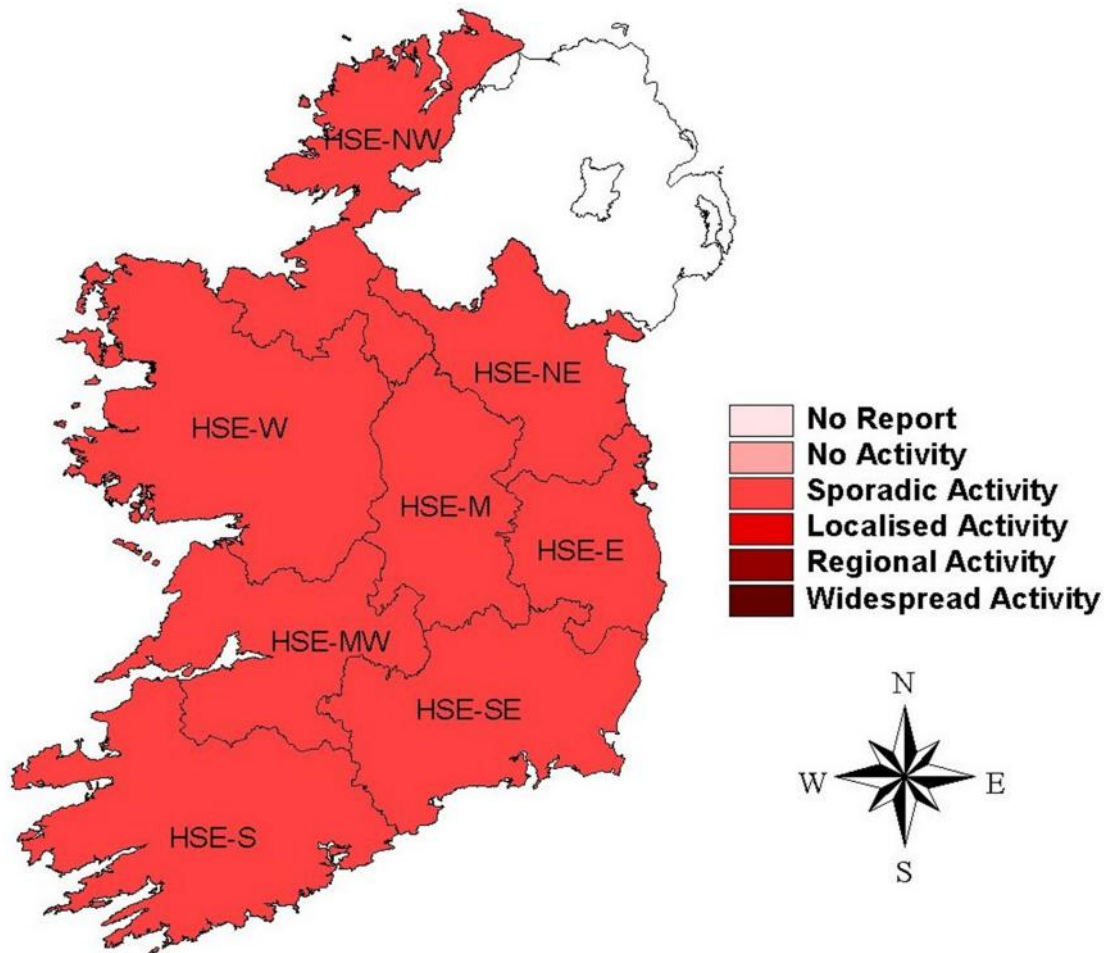 HSE-NW
HSE-NE
HSE-W
HSE-M
HSE-E
HSE-MW
HSE-SE
HSE-S
No Report
No Activity
Sporadic Activity
Localised Activity
Regional Activity
Widespread Activity
N
W E
S